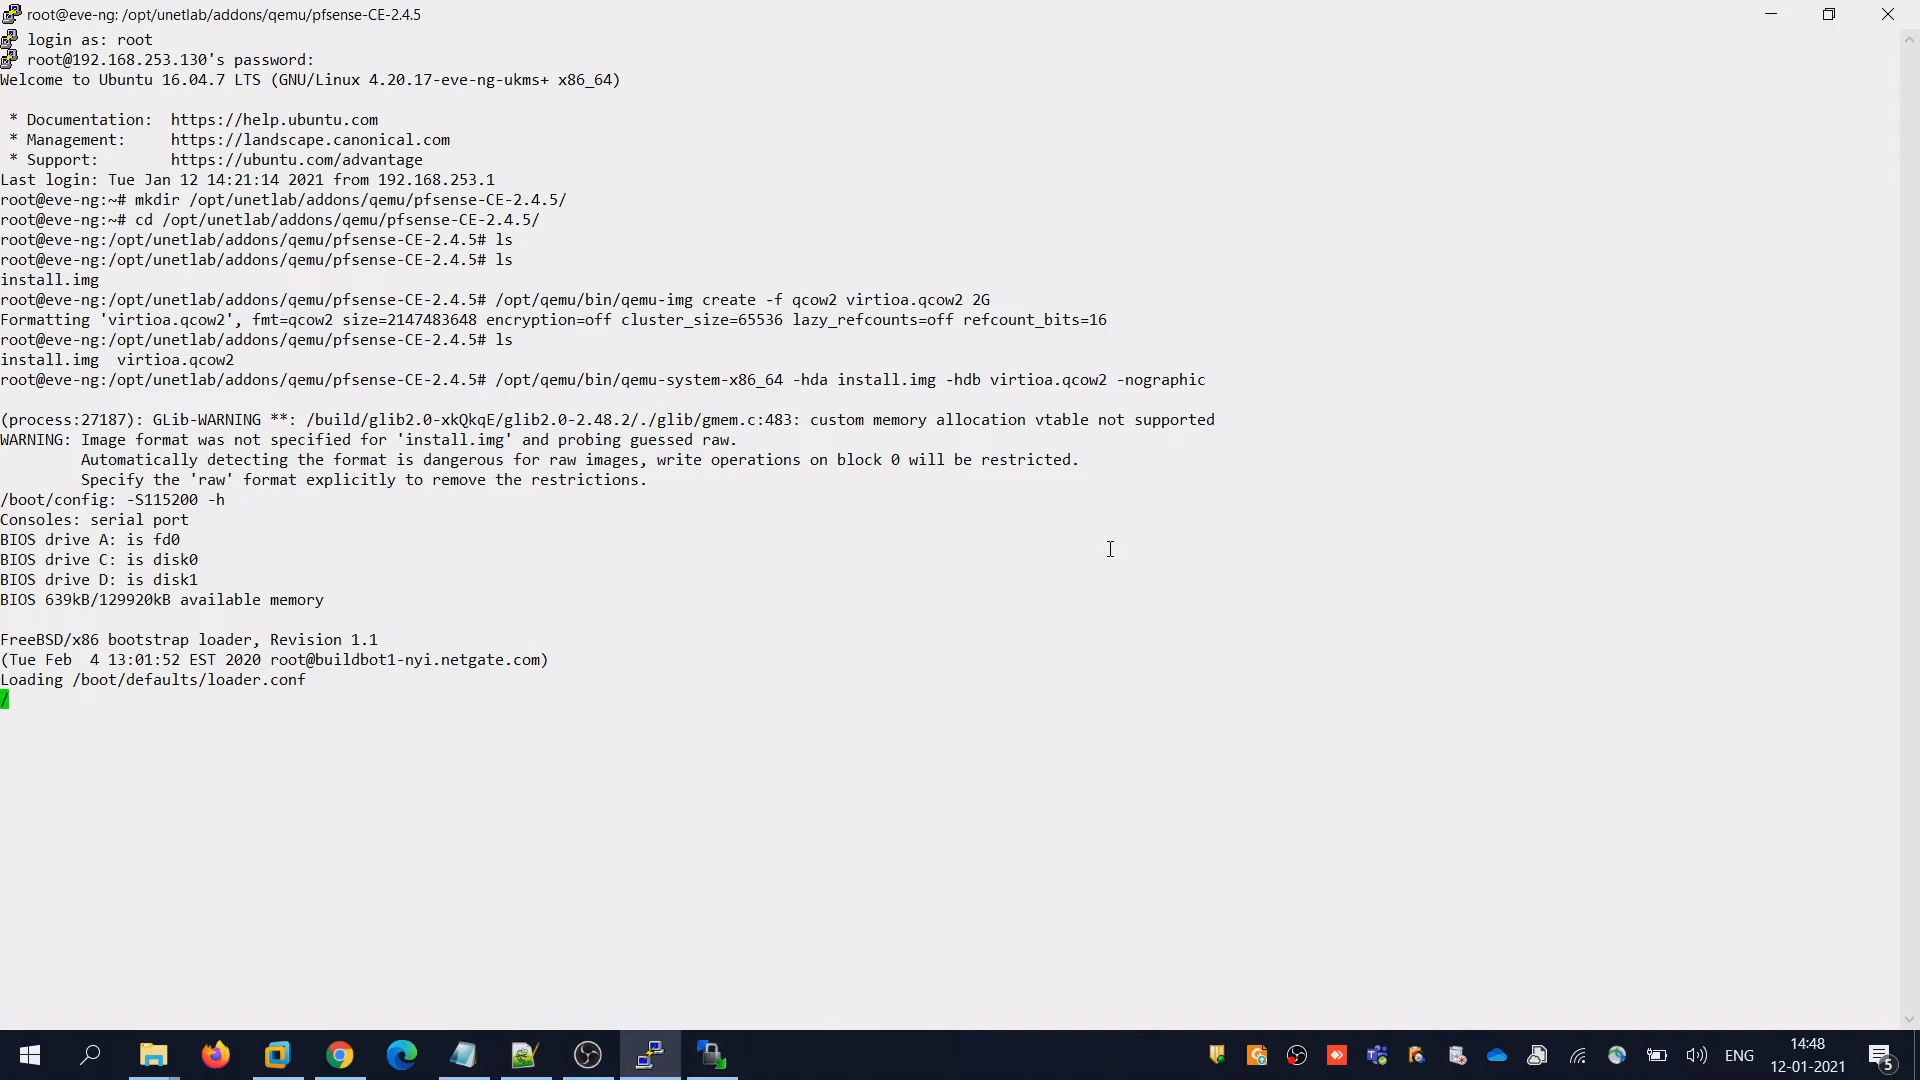 root@eve-ng: /opt/unetlab/addons/qemu/pfsense-CE-2.4.5
login as: root
root@192.168.253.130's password:
Welcome to Ubuntu 16.04.7 LTS (GNU/Linux 4.20.17-eve-ng-ukms+ x86_64)
* Documentation:  https://help.ubuntu.com
* Management:     https://landscape.canonical.com
* Support:        https://ubuntu.com/advantage
Last login: Tue Jan 12 14:21:14 2021 from 192.168.253.1
root@eve-ng:~# mkdir /opt/unetlab/addons/qemu/pfsense-CE-2.4.5/
root@eve-ng:~# cd /opt/unetlab/addons/qemu/pfsense-CE-2.4.5/
root@eve-ng:/opt/unetlab/addons/qemu/pfsense-CE-2.4.5# ls
root@eve-ng:/opt/unetlab/addons/qemu/pfsense-CE-2.4.5# ls
install.img
root@eve-ng:/opt/unetlab/addons/qemu/pfsense-CE-2.4.5# /opt/qemu/bin/qemu-img create -f qcow2 virtioa.qcow2 2G
Formatting 'virtioa.qcow2', fmt=qcow2 size=2147483648 encryption=off cluster_size=65536 lazy_refcounts=off refcount_bits=16
root@eve-ng:/opt/unetlab/addons/qemu/pfsense-CE-2.4.5# ls
install.img  virtioa.qcow2
root@eve-ng:/opt/unetlab/addons/qemu/pfsense-CE-2.4.5# /opt/qemu/bin/qemu-system-x86_64 -hda install.img -hdb virtioa.qcow2 -nographic
(process:27187): GLib-WARNING **: /build/glib2.0-xkQkqE/glib2.0-2.48.2/./glib/gmem.c:483: custom memory allocation vtable not supported
WARNING: Image format was not specified for 'install.img' and probing guessed raw.
Automatically detecting the format is dangerous for raw images, write operations on block 0 will be restricted.
Specify the 'raw' format explicitly to remove the restrictions.
/boot/config: -S115200 -h
Consoles: serial port
BIOS drive A: is fd0
BIOS drive C: is disk0
BIOS drive D: is disk1
BIOS 639kB/129920kB available memory
FreeBSD/x86 bootstrap loader, Revision 1.1
(Tue Feb  4 13:01:52 EST 2020 root@buildbot1-nyi.netgate.com)
Loading /boot/defaults/loader.conf
/
ENG
14:48
12-01-2021
5